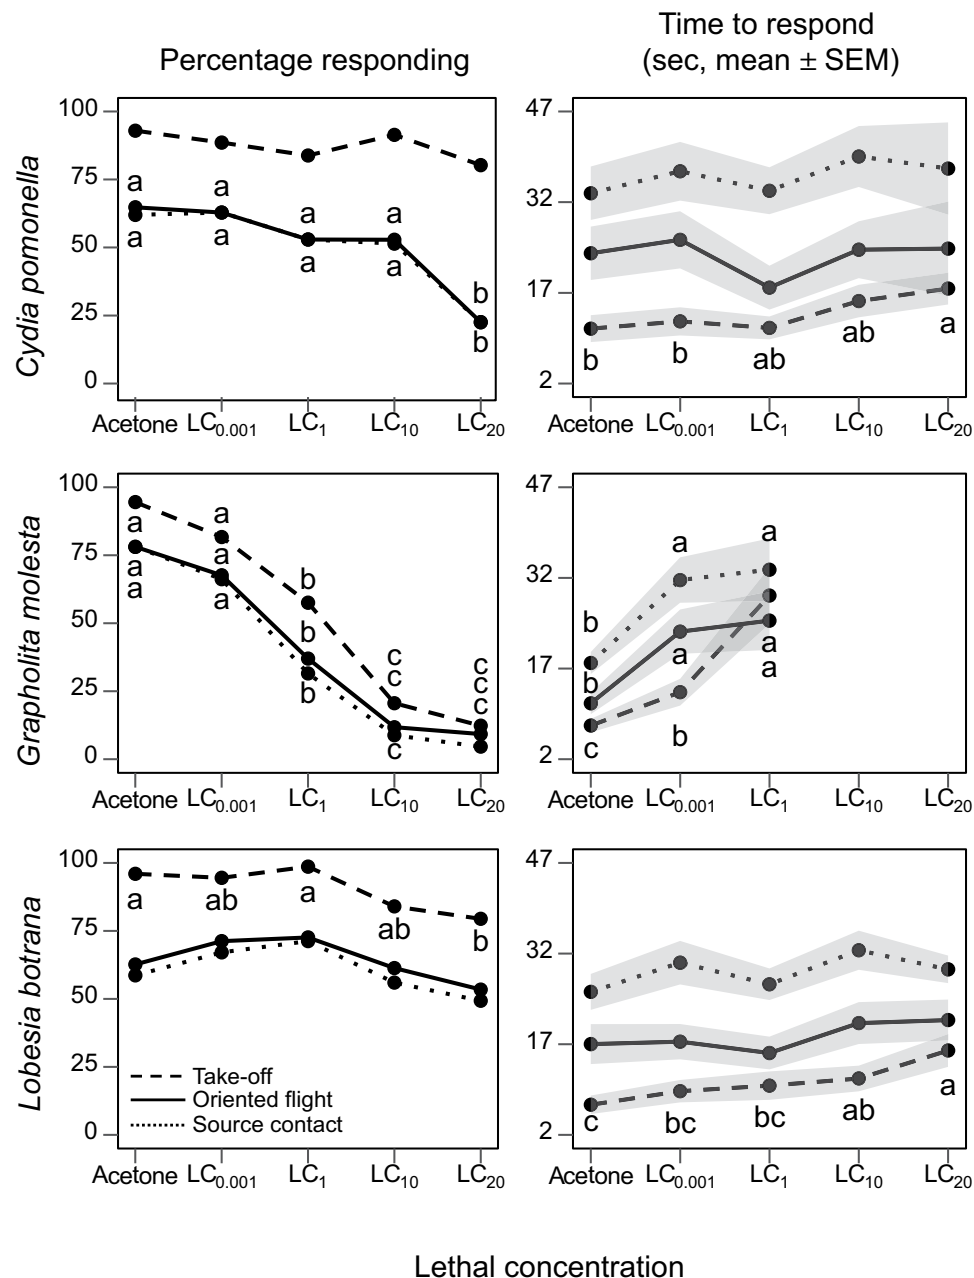 Percentage responding
Time to respond
(sec, mean ± SEM)
Cydia pomonella
100
75
50
25
0
a a a a b
a a a a b
Acetone LC0.001 LC1 LC10 LC20
47
32
17
2
b b ab ab a
Acetone LC0.001 LC1 LC10 LC20
Grapholita molesta
100
75
50
25
0
a a b c c
a a b c c
a a b c c
Acetone LC0.001 LC1 LC10 LC20
47
32
17
2
b a a
b a a
c b a
Acetone LC0.001 LC1 LC10 LC20
Lobesia botrana
100
75
50
25
0
a ab a ab b
Take-off
Oriented flight
Source contact
Acetone LC0.001 LC1 LC10 LC20
47
32
17
2
c bc bc ab a
Acetone LC0.001 LC1 LC10 LC20
Lethal concentration